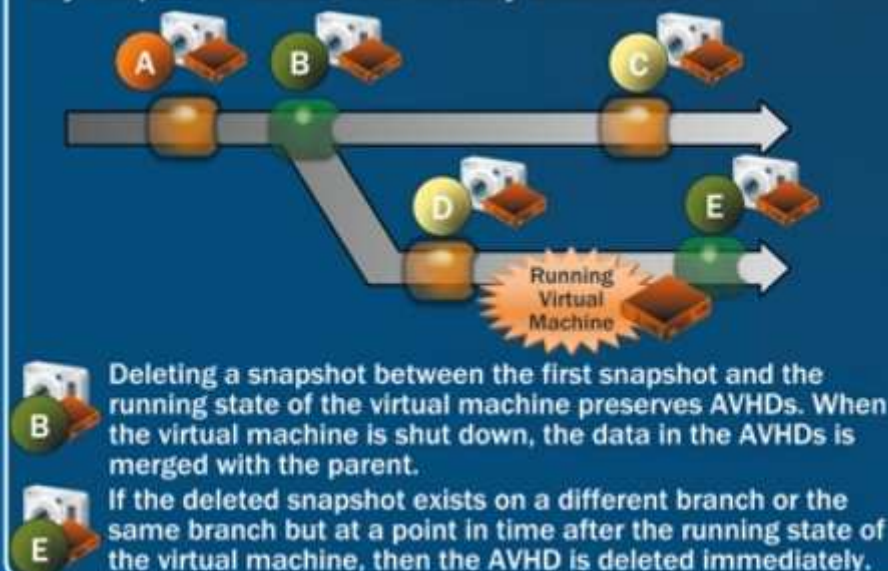 A
B
C
D
E
Running
Virtual
Machine
B
Deleting a snapshot between the first snapshot and the
running state of the virtual machine preserves AVHDs. When
the virtual machine is shut down, the data in the AVHDs is
merged with the parent.
E
If the deleted snapshot exists on a different branch or the
same branch but at a point in time after the running state of
the virtual machine, then the AVHD is deleted immediately.